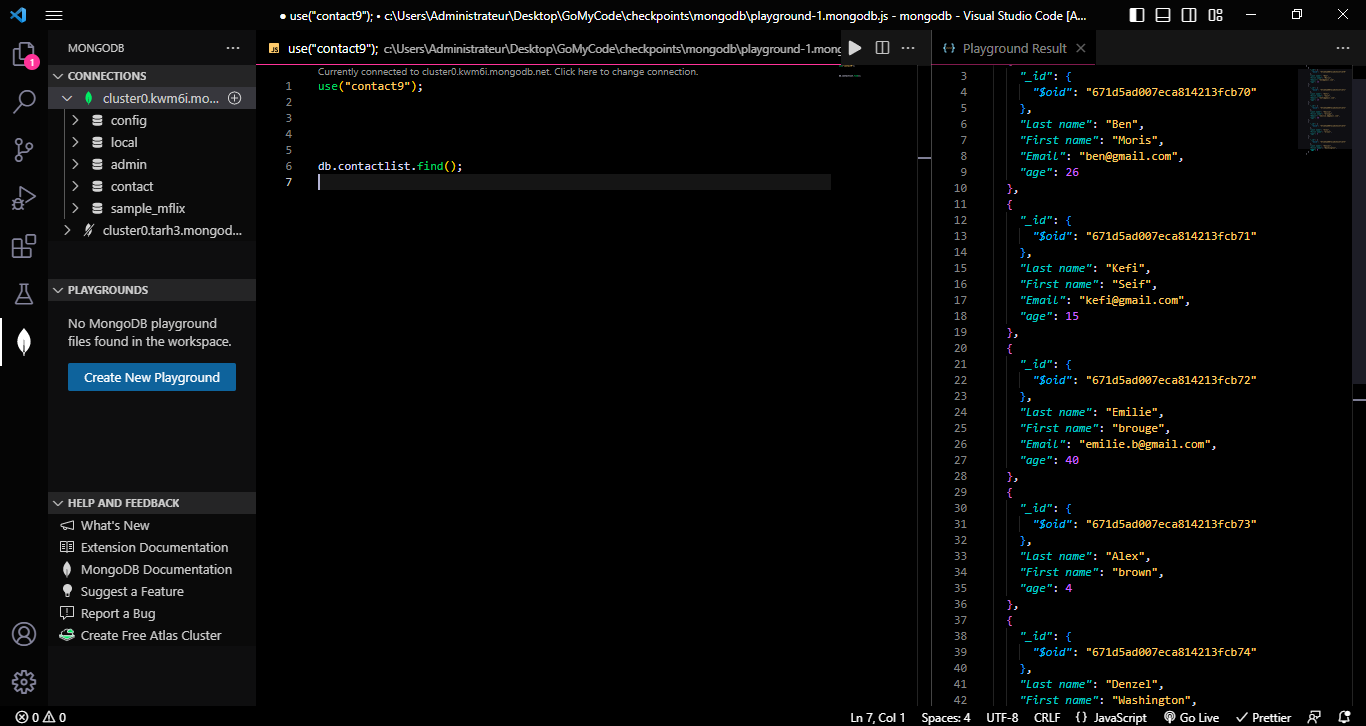 ● use("contact9"); • c:\Users\Administrateur\Desktop\GoMyCode\checkpoints\mongodb\playground-1.mongodb.js - mongodb - Visual Studio Code [A...
1
MONGODB
CONNECTIONS
cluster0.kwm6i.mo...
config
local
admin
contact
sample_mflix
cluster0.tarh3.mongod...
PLAYGROUNDS
No MongoDB playground
files found in the workspace.
Create New Playground
HELP AND FEEDBACK
What's New
Extension Documentation
MongoDB Documentation
Suggest a Feature
Report a Bug
Create Free Atlas Cluster
JS use("contact9"); c:\Users\Administrateur\Desktop\GoMyCode\checkpoints\mongodb\playground-1.mong
Currently connected to cluster0.kwm6i.mongodb.net. Click here to change connection.
1 use("contact9");
2
3
4
5
6 db.contactlist.find();
7
Playground Result
3 "_id": {
4 "$oid": "671d5ad007eca814213fcb70"
5 },
6 "Last name": "Ben",
7 "First name": "Moris",
8 "Email": "ben@gmail.com",
9 "age": 26
10 },
11 {
12 "_id": {
13 "$oid": "671d5ad007eca814213fcb71"
14 },
15 "Last name": "Kefi",
16 "First name": "Seif",
17 "Email": "kefi@gmail.com",
18 "age": 15
19 },
20 {
21 "_id": {
22 "$oid": "671d5ad007eca814213fcb72"
23 },
24 "Last name": "Emilie",
25 "First name": "brouge",
26 "Email": "emilie.b@gmail.com",
27 "age": 40
28 },
29 {
30 "_id": {
31 "$oid": "671d5ad007eca814213fcb73"
32 },
33 "Last name": "Alex",
34 "First name": "brown",
35 "age": 4
36 },
37 {
38 "_id": {
39 "$oid": "671d5ad007eca814213fcb74"
40 },
41 "Last name": "Denzel",
42 "First name": "Washington",
0 0
Ln 7, Col 1 Spaces: 4 UTF-8 CRLF {} JavaScript Go Live Prettier